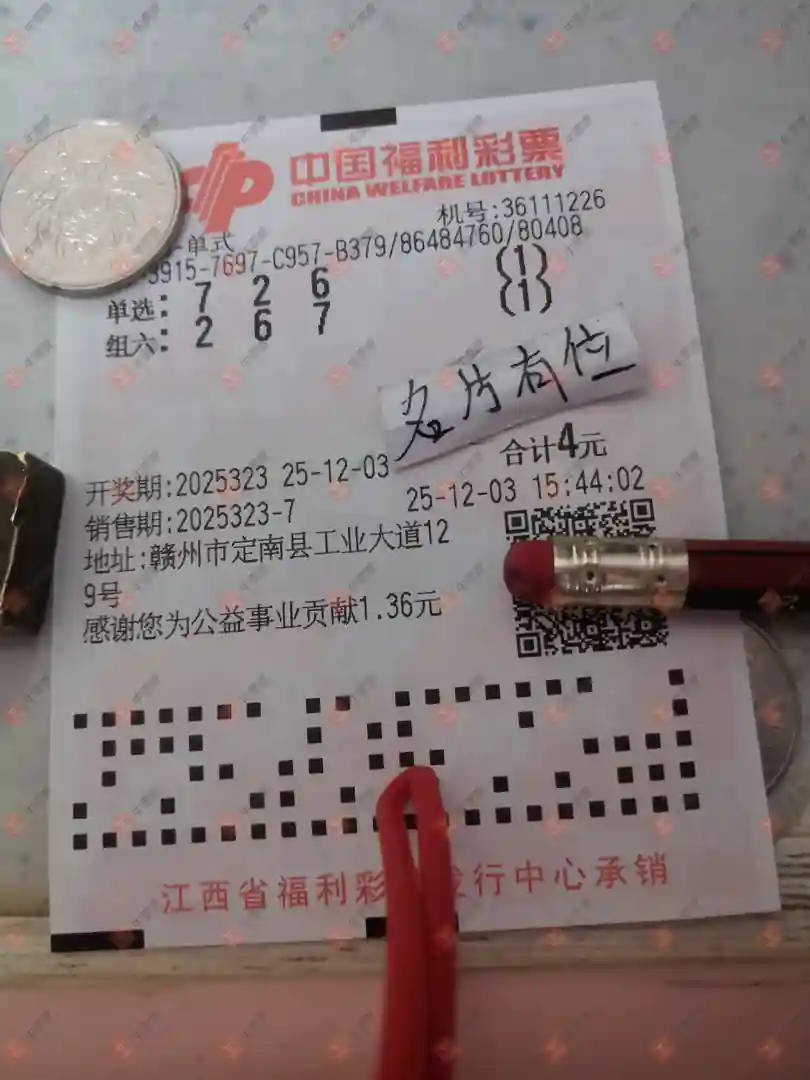 中国福利彩票
CHINA WELFARE LOTTERY
机号:36111226
单式
3915-7697-C957-B379/86484760/80408
单选: 7 2 6 (1)
组六: 2 6 7 (1)
名片有位
合计4元
开奖期:2025323 25-12-03
销售期:2025323-7 25-12-03 15:44:02
地址:赣州市定南县工业大道12
9号
感谢您为公益事业贡献1.36元
江西省福利彩 发行中心承销